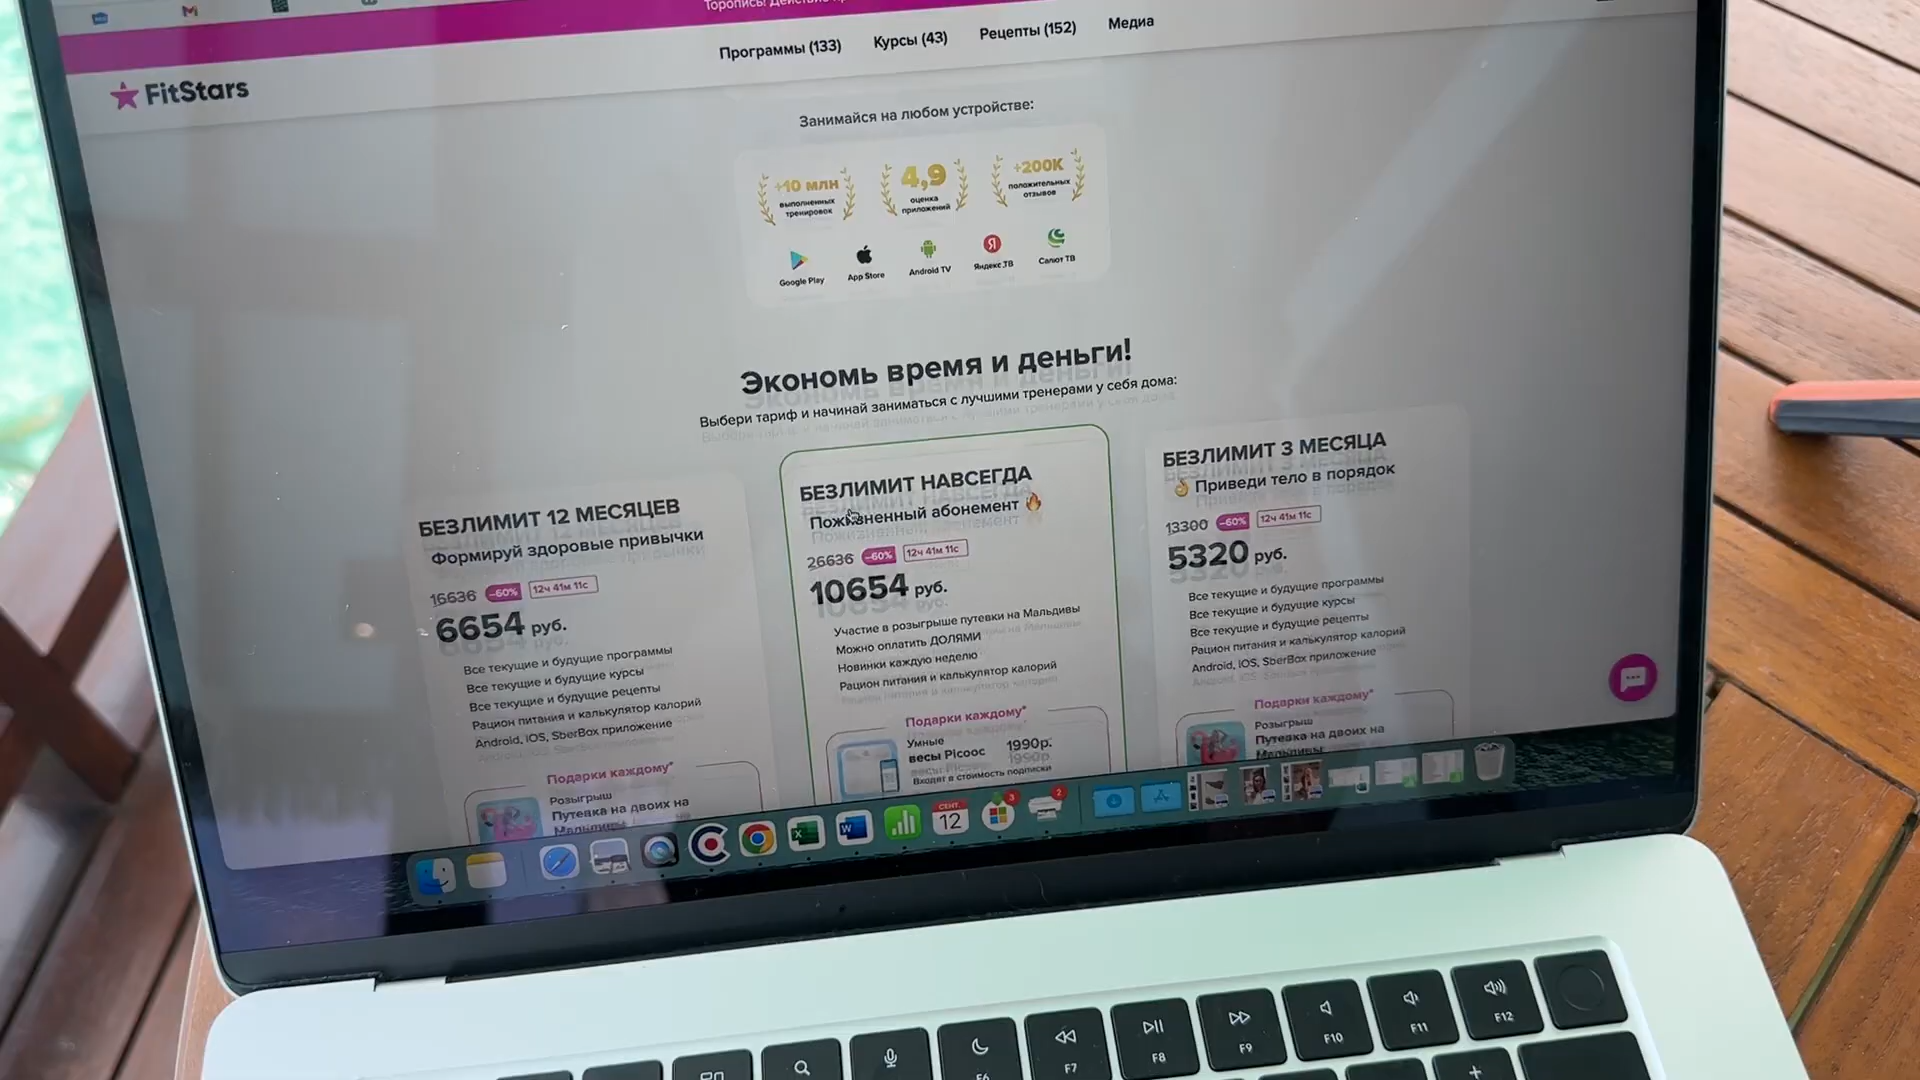 Программы (133)
Курсы (43)
Рецепты (152)
Медиа
FitStars
Занимайся на любом устройстве:
+10 млн
выполненных
тренировок
4,9
оценка
приложений
+200K
положительных
отзывов
Google Play
App Store
Android TV
Яндекс.ТВ
Салют ТВ
Экономь время и деньги!
Выбери тариф и начинай заниматься с лучшими тренерами у себя дома:
БЕЗЛИМИТ 12 МЕСЯЦЕВ
Формируй здоровые привычки
16636 -60% 12ч 41м 11с
6654 руб.
Все текущие и будущие программы
Все текущие и будущие курсы
Все текущие и будущие рецепты
Рацион питания и калькулятор калорий
Android, iOS, SberBox приложение
Подарки каждому*
Розыгрыш
Путевка на двоих на
Мальдивы
БЕЗЛИМИТ НАВСЕГДА
Пожизненный абонемент
26636 -60% 12ч 41м 11с
10654 руб.
Участие в розыгрыше путевки на Мальдивы
Можно оплатить ДОЛЯМИ
Новинки каждую неделю
Рацион питания и калькулятор калорий
Подарки каждому*
Умные
весы Picooc
1990р.
Входят в стоимость подписки
БЕЗЛИМИТ 3 МЕСЯЦА
Приведи тело в порядок
13300 -60% 12ч 41м 11с
5320 руб.
Все текущие и будущие программы
Все текущие и будущие курсы
Все текущие и будущие рецепты
Рацион питания и калькулятор калорий
Android, iOS, SberBox приложение
Подарки каждому*
Розыгрыш
Путевка на двоих на
Мальдивы
СЕНТ.
12
3
2
F6
F7
F8
F9
F10
F11
F12